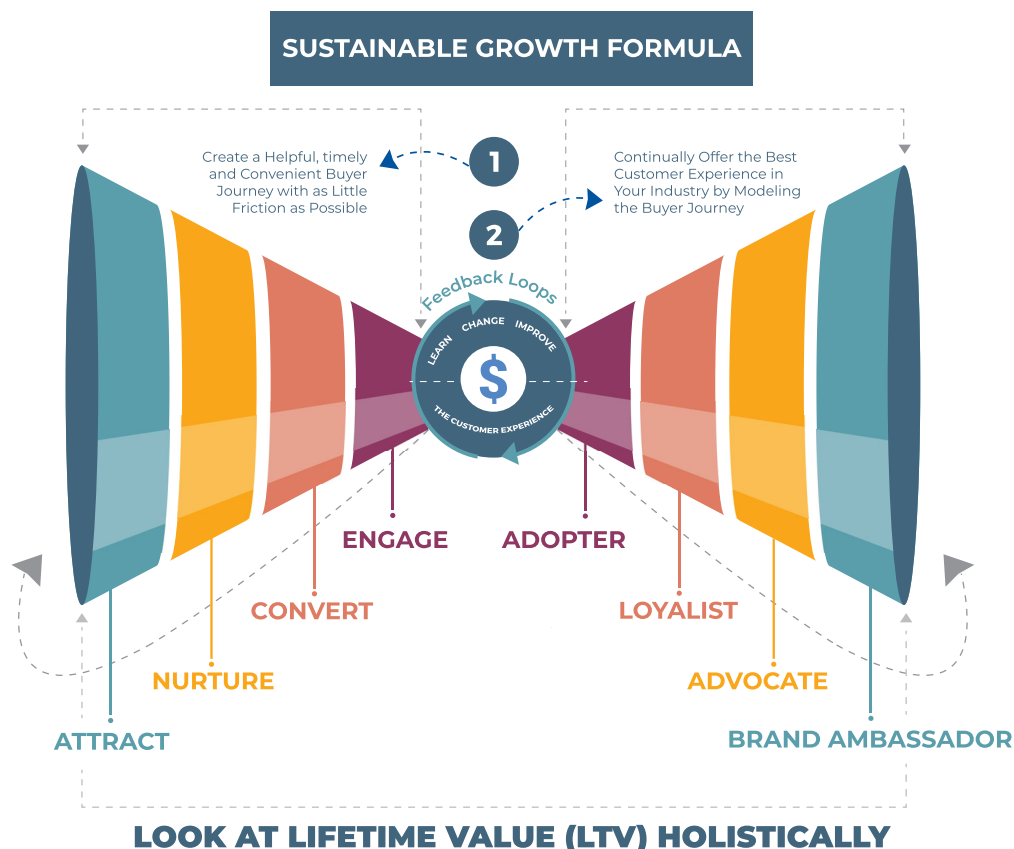 SUSTAINABLE GROWTH FORMULA
Create a Helpful, timely
and Convenient Buyer
Journey with as Little
Friction as Possible
1
2
Continually Offer the Best
Customer Experience in
Your Industry by Modeling
the Buyer Journey
Feedback Loops
LEARN CHANGE IMPROVE
$
THE CUSTOMER EXPERIENCE
ENGAGE
ADOPTER
CONVERT
LOYALIST
NURTURE
ADVOCATE
ATTRACT
BRAND AMBASSADOR
LOOK AT LIFETIME VALUE (LTV) HOLISTICALLY